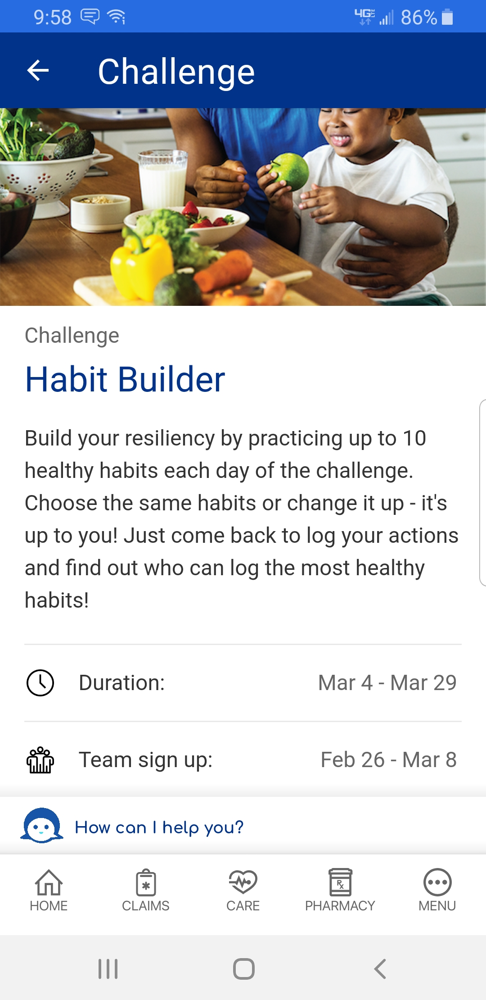 9:58
4G LTE
86%
Challenge
Challenge
Habit Builder
Build your resiliency by practicing up to 10
healthy habits each day of the challenge.
Choose the same habits or change it up - it's
up to you! Just come back to log your actions
and find out who can log the most healthy
habits!
Duration: Mar 4 - Mar 29
Team sign up: Feb 26 - Mar 8
How can I help you?
Rx
HOME CLAIMS CARE PHARMACY MENU